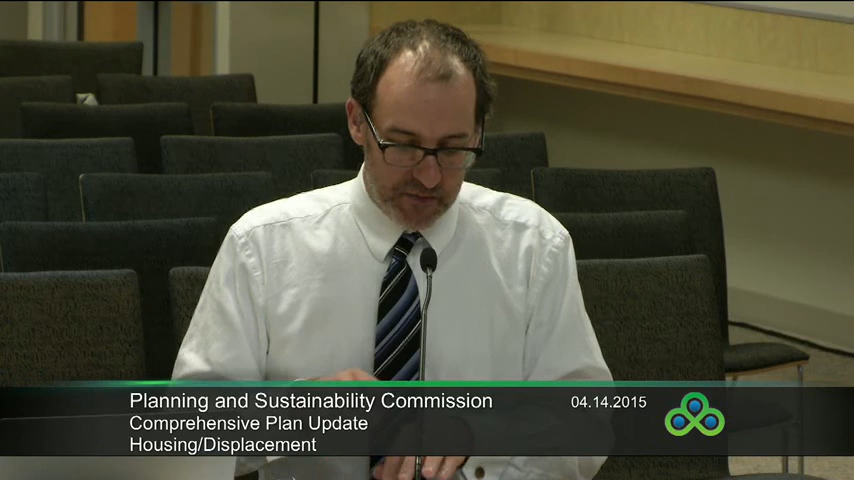 Planning and Sustainability Commission
04.14.2015
Comprehensive Plan Update
Housing/Displacement